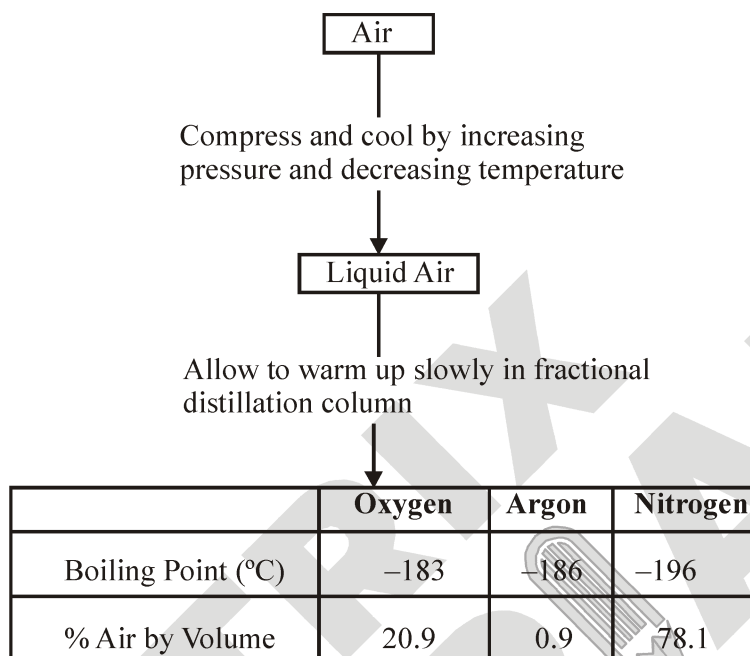 Air
Compress and cool by increasing
pressure and decreasing temperature
Liquid Air
Allow to warm up slowly in fractional
distillation column
Oxygen Argon Nitrogen
Boiling Point (ºC) –183 –186 –196
% Air by Volume 20.9 0.9 78.1